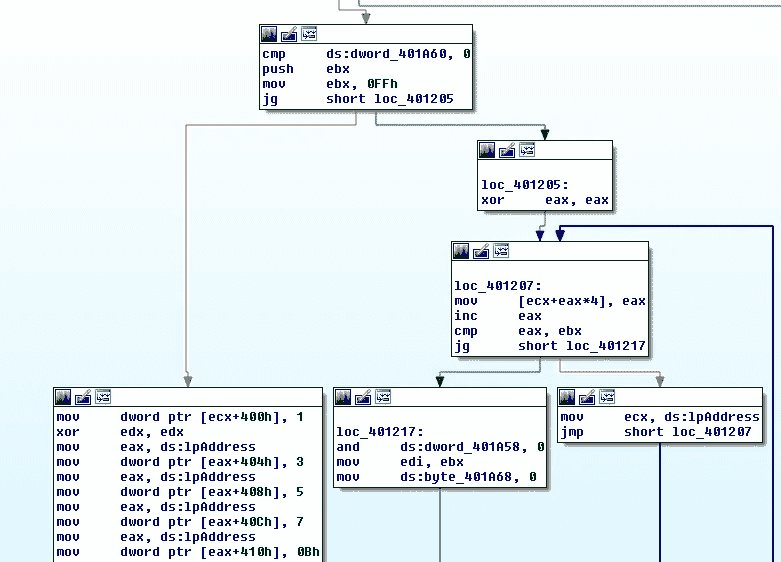 cmp ds:dword_401A60, 0
push ebx
mov ebx, 0FFh
jg short loc_401205
loc_401205:
xor eax, eax
loc_401207:
mov [ecx+eax*4], eax
inc eax
cmp eax, ebx
jg short loc_401217
mov dword ptr [ecx+400h], 1
xor edx, edx
mov eax, ds:lpAddress
mov dword ptr [eax+404h], 3
mov eax, ds:lpAddress
mov dword ptr [eax+408h], 5
mov eax, ds:lpAddress
mov dword ptr [eax+40Ch], 7
mov eax, ds:lpAddress
mov dword ptr [eax+410h], 0Bh
loc_401217:
and ds:dword_401A58, 0
mov edi, ebx
mov ds:byte_401A68, 0
mov ecx, ds:lpAddress
jmp short loc_401207